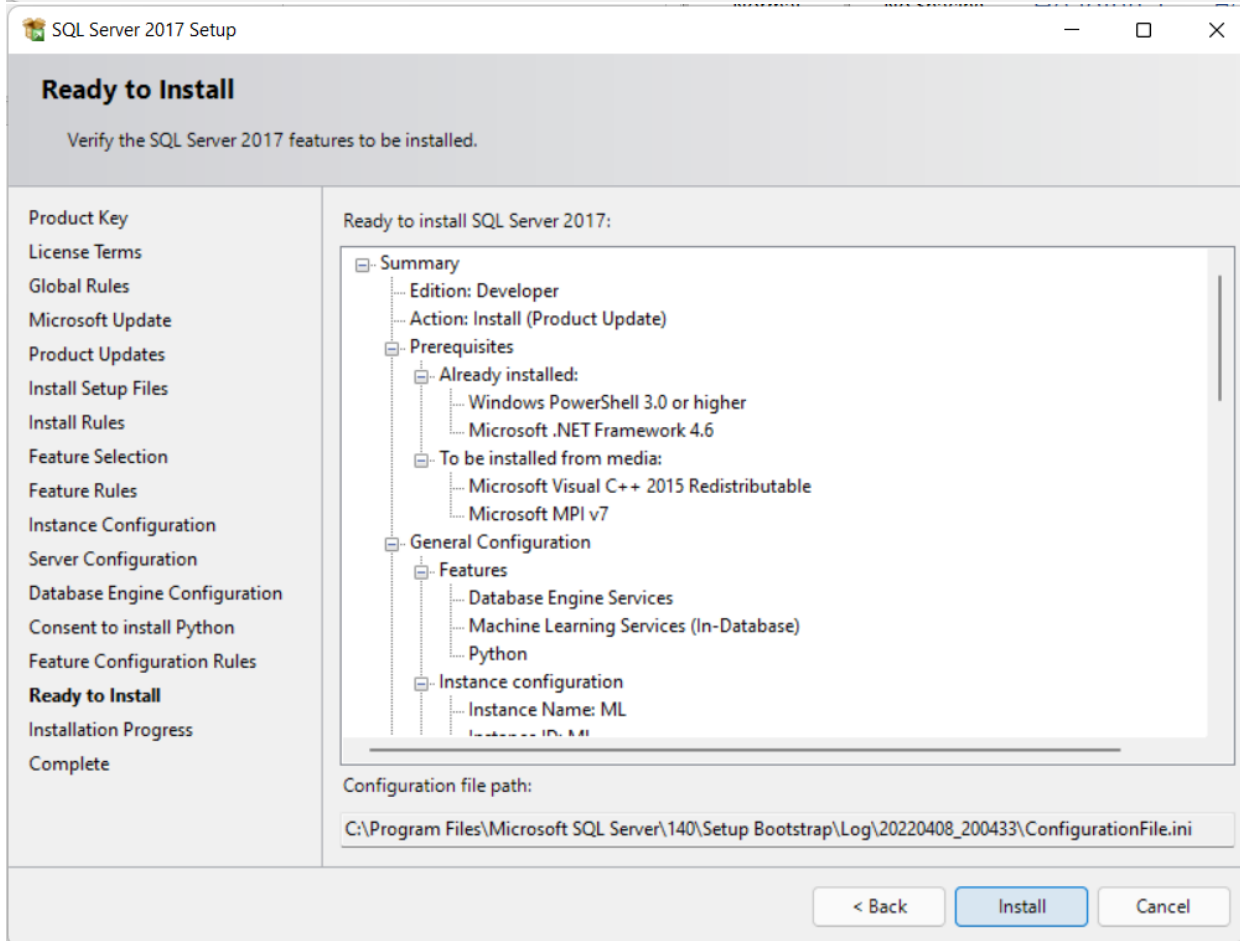 SQL Server 2017 Setup
Ready to Install
Verify the SQL Server 2017 features to be installed.
Product Key
License Terms
Global Rules
Microsoft Update
Product Updates
Install Setup Files
Install Rules
Feature Selection
Feature Rules
Instance Configuration
Server Configuration
Database Engine Configuration
Consent to install Python
Feature Configuration Rules
Ready to Install
Installation Progress
Complete
Ready to install SQL Server 2017:
Summary
Edition: Developer
Action: Install (Product Update)
Prerequisites
Already installed:
Windows PowerShell 3.0 or higher
Microsoft .NET Framework 4.6
To be installed from media:
Microsoft Visual C++ 2015 Redistributable
Microsoft MPI v7
General Configuration
Features
Database Engine Services
Machine Learning Services (In-Database)
Python
Instance configuration
Instance Name: ML
Instance ID: ML
Configuration file path:
C:\Program Files\Microsoft SQL Server\140\Setup Bootstrap\Log\20220408_200433\ConfigurationFile.ini
< Back
Install
Cancel